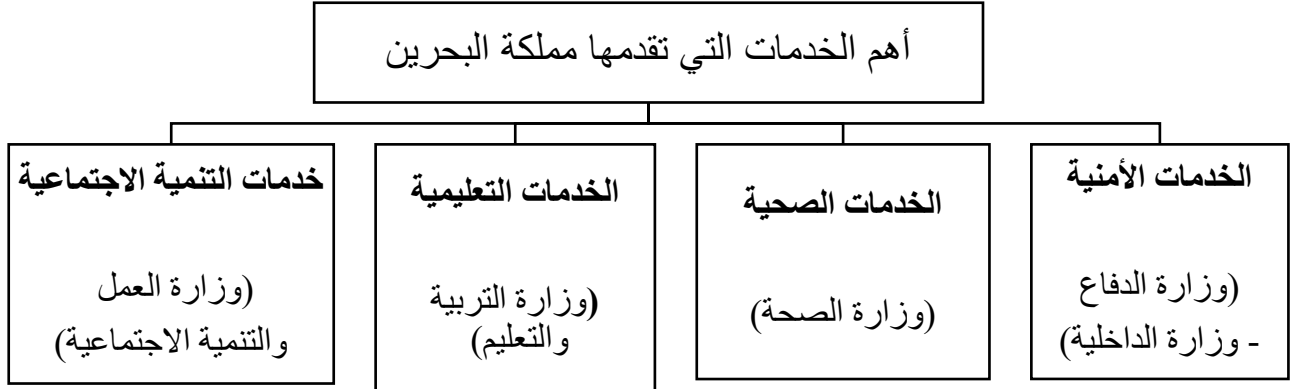 أهم الخدمات التي تقدمها مملكة البحرين
الخدمات الأمنية
(وزارة الدفاع
- وزارة الداخلية)
الخدمات الصحية
(وزارة الصحة)
الخدمات التعليمية
(وزارة التربية
والتعليم)
خدمات التنمية الاجتماعية
(وزارة العمل
والتنمية الاجتماعية)